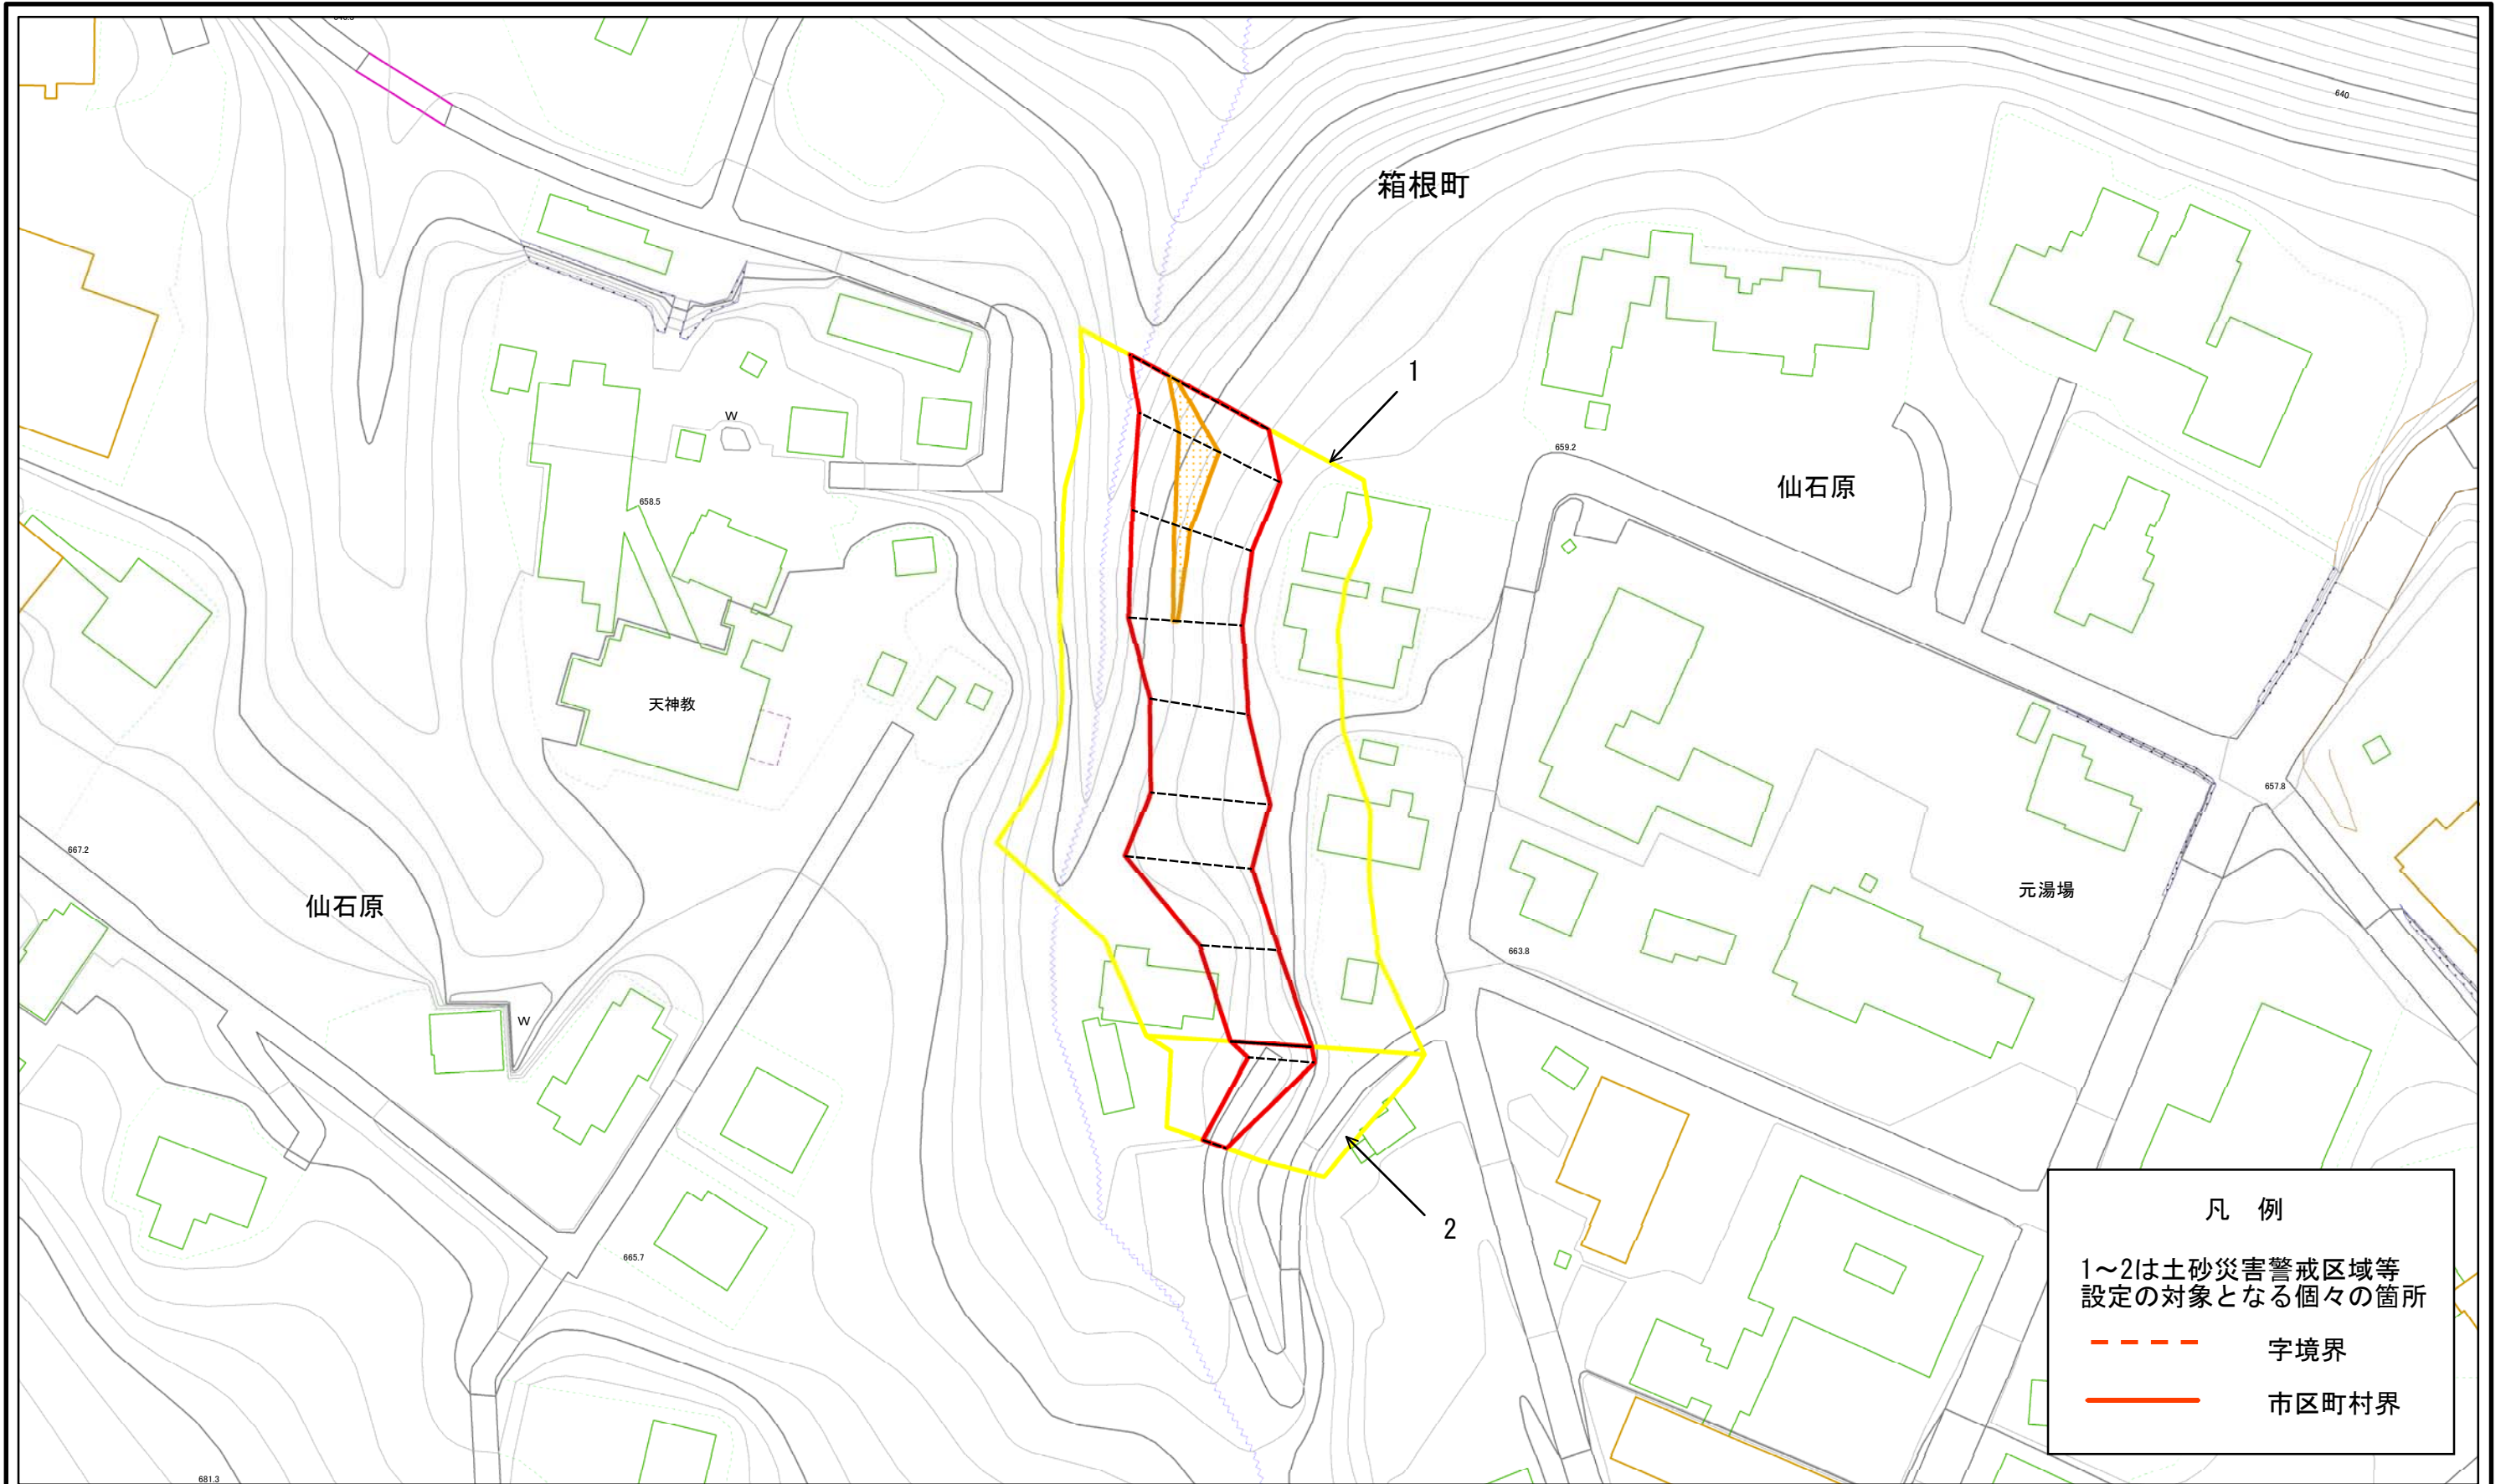 640
箱根町
1
W
659.2
仙石原
658.5
天神教
657.8
667.2
元湯場
仙石原
663.8
W
2
665.7
681.3
凡 例
1～2は土砂災害警戒区域等
設定の対象となる個々の箇所
字境界
市区町村界